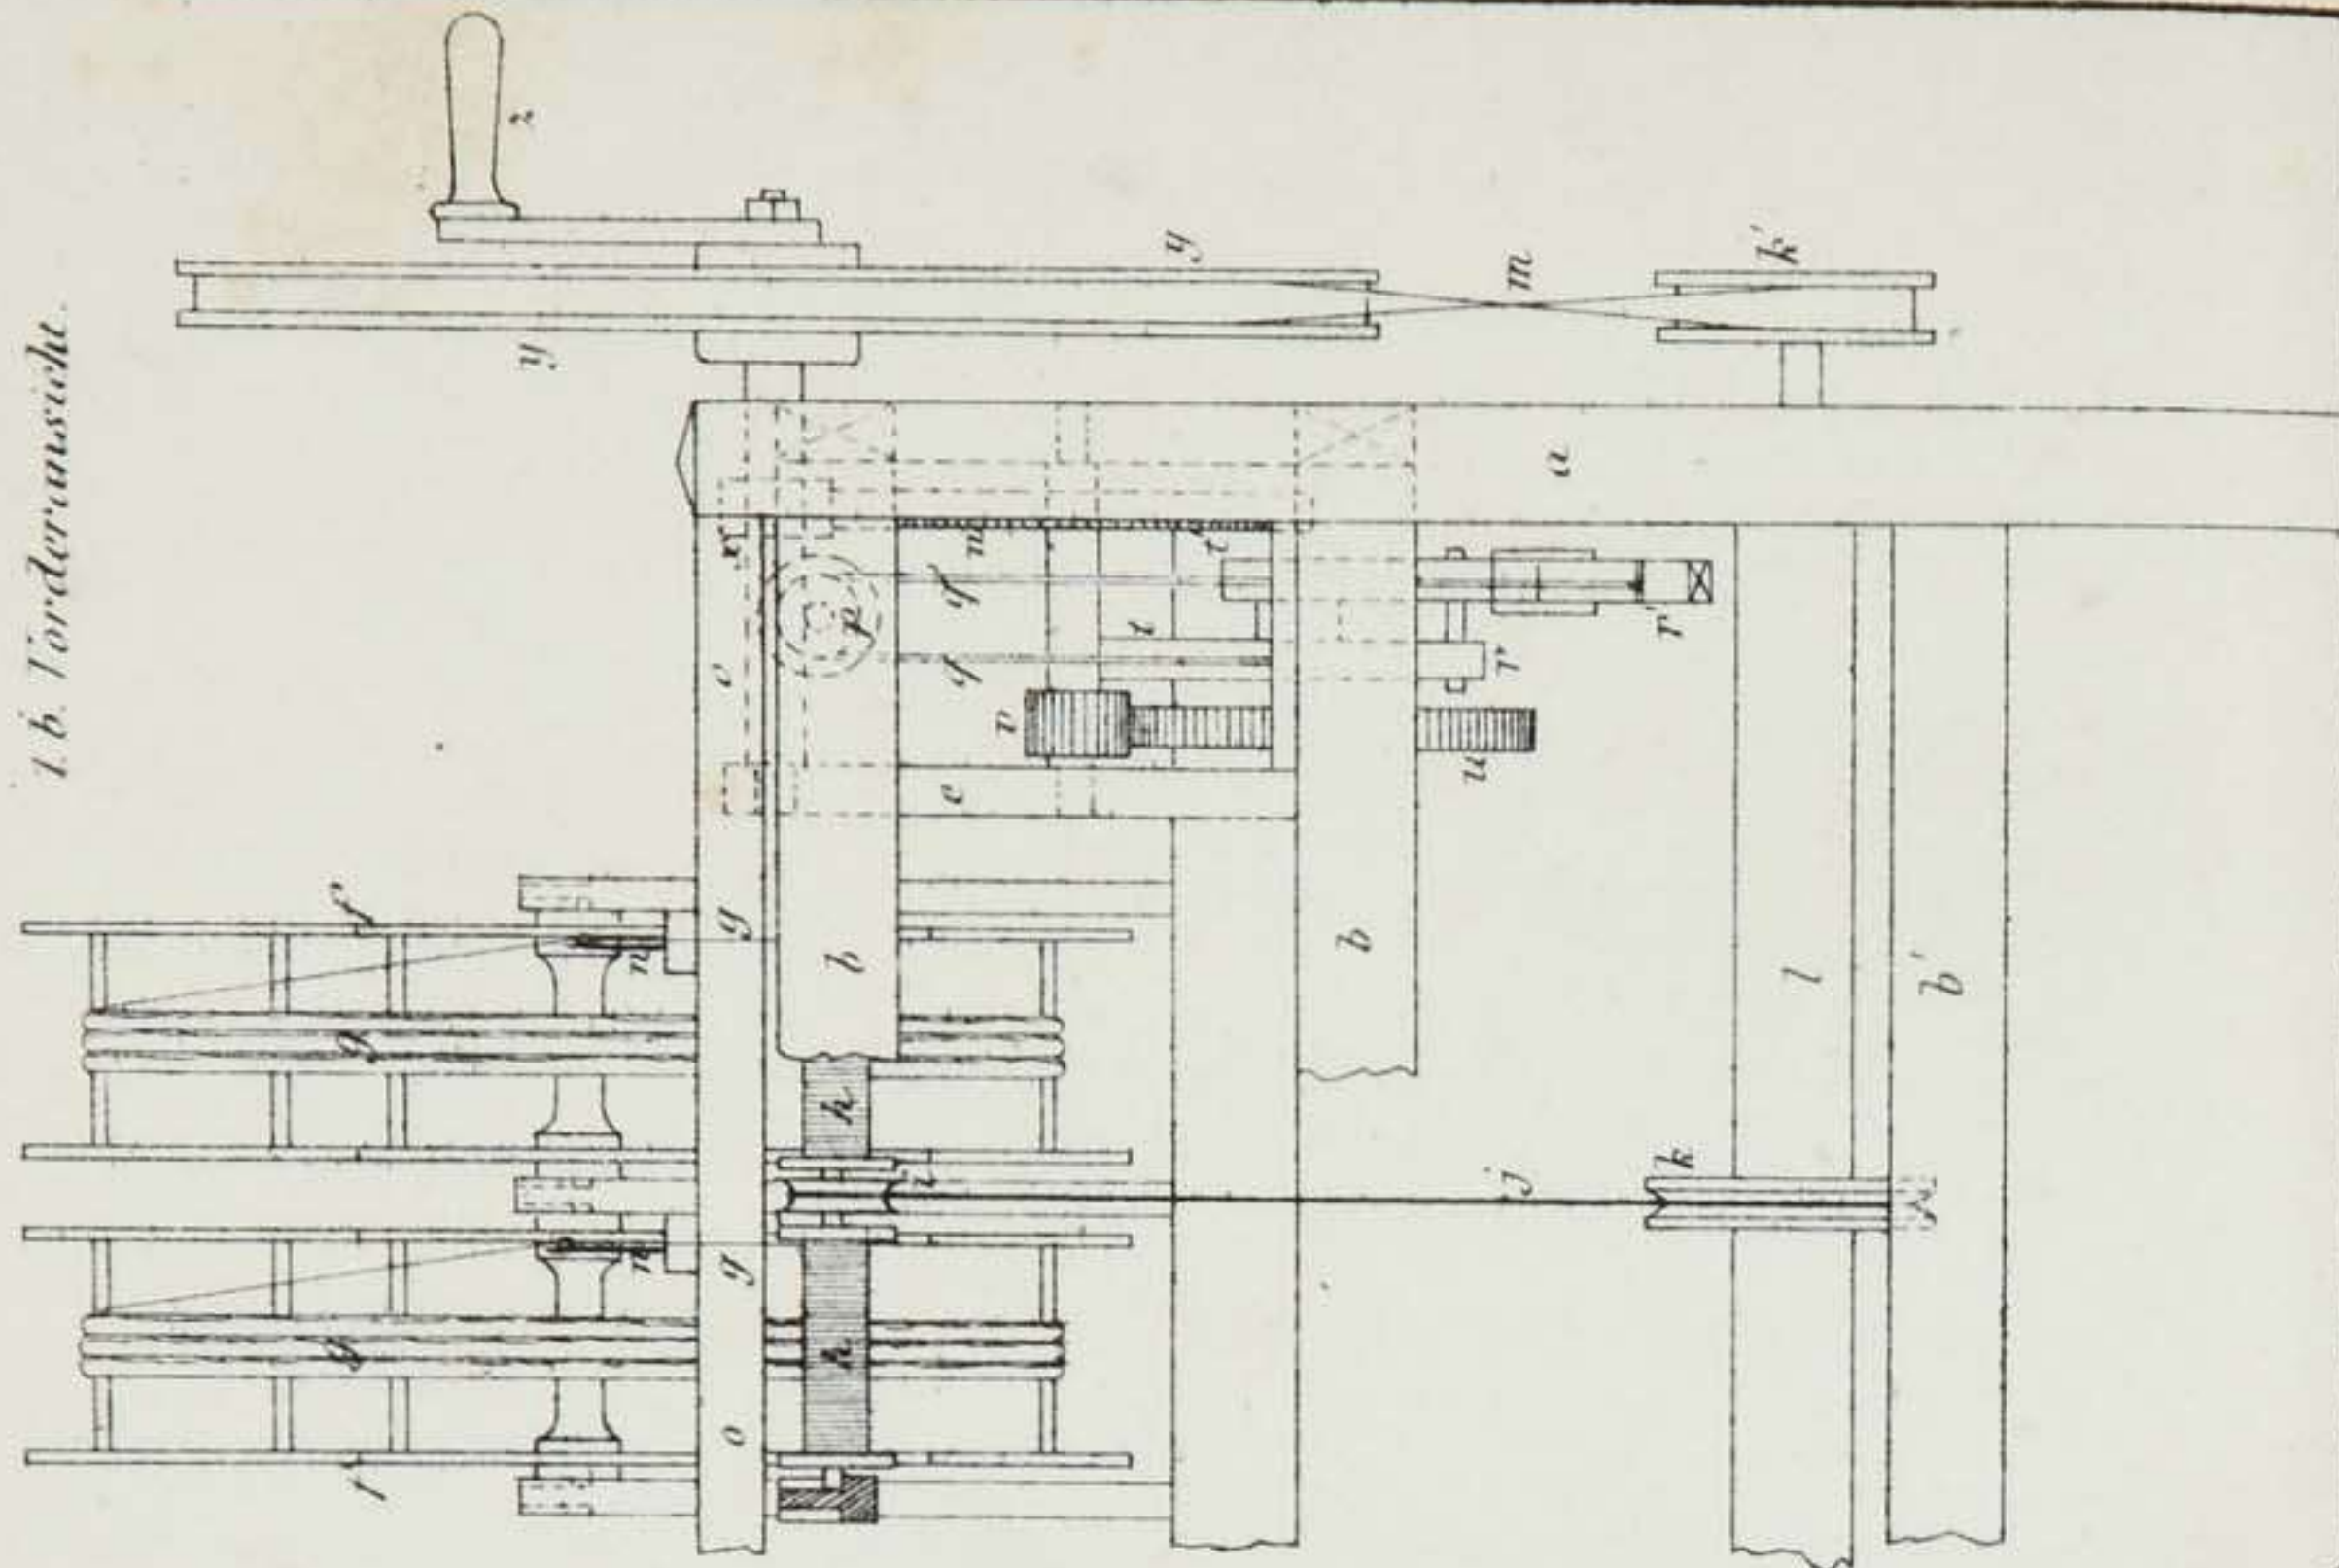 1.b. Vorderansicht.
z
y
y
m
k'
a
x
w
t'
q
p
t
o
q
r
r'
v
u
c
f
n
g
b
b
l
b'
g
h
i
k
j
n
g
g
h
o
f